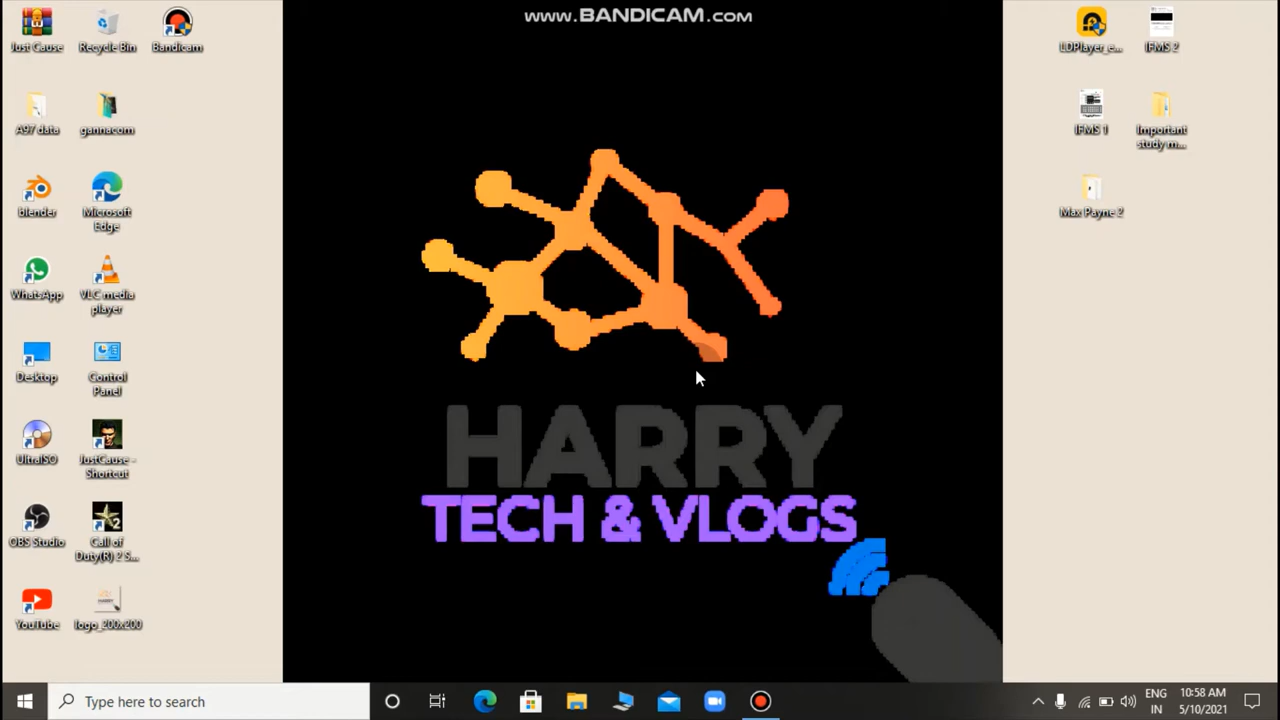 www.BANDICAM.com
Just Cause
Recycle Bin
Bandicam
A97 data
gannacom
blender
Microsoft
Edge
WhatsApp
VLC media
player
Desktop
Control
Panel
UltraISO
JustCause -
Shortcut
OBS Studio
Call of
Duty(R) 2 S...
YouTube
logo_200x200
HARRY
TECH & VLOGS
LDPlayer_e...
IFMS 2
IFMS 1
Important
study m...
Max Payne 2
Type here to search
ENG
IN
10:58 AM
5/10/2021